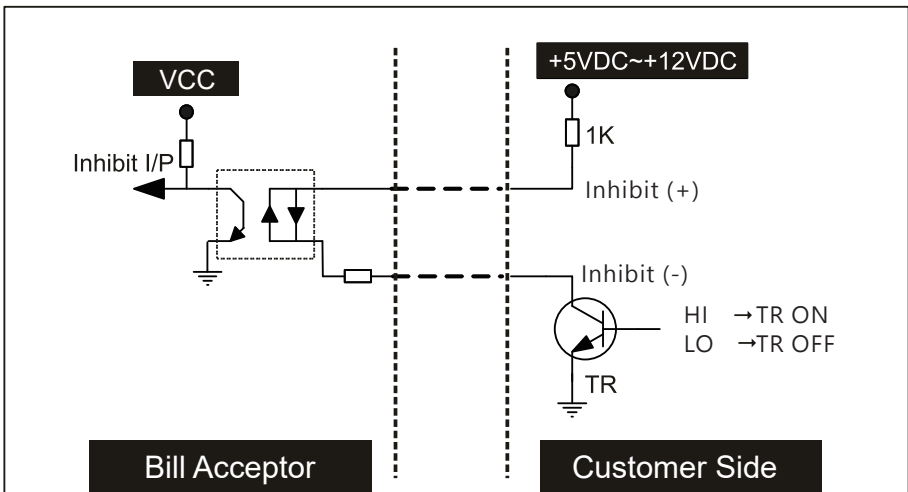 VCC
+5VDC~+12VDC
1K
Inhibit I/P
Inhibit (+)
Inhibit (-)
HI →TR ON
LO →TR OFF
TR
Bill Acceptor
Customer Side